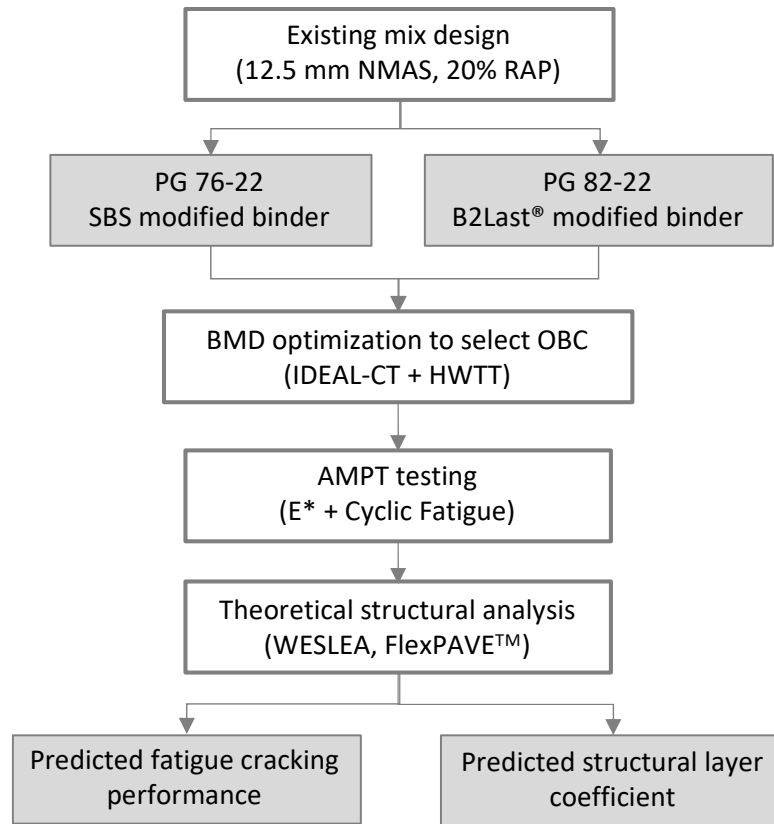 Existing mix design
(12.5 mm NMAS, 20% RAP)
PG 76-22
SBS modified binder
PG 82-22
B2Last® modified binder
BMD optimization to select OBC
(IDEAL-CT + HWTT)
AMPT testing
(E* + Cyclic Fatigue)
Theoretical structural analysis
(WESLEA, FlexPAVE™)
Predicted fatigue cracking
performance
Predicted structural layer
coefficient